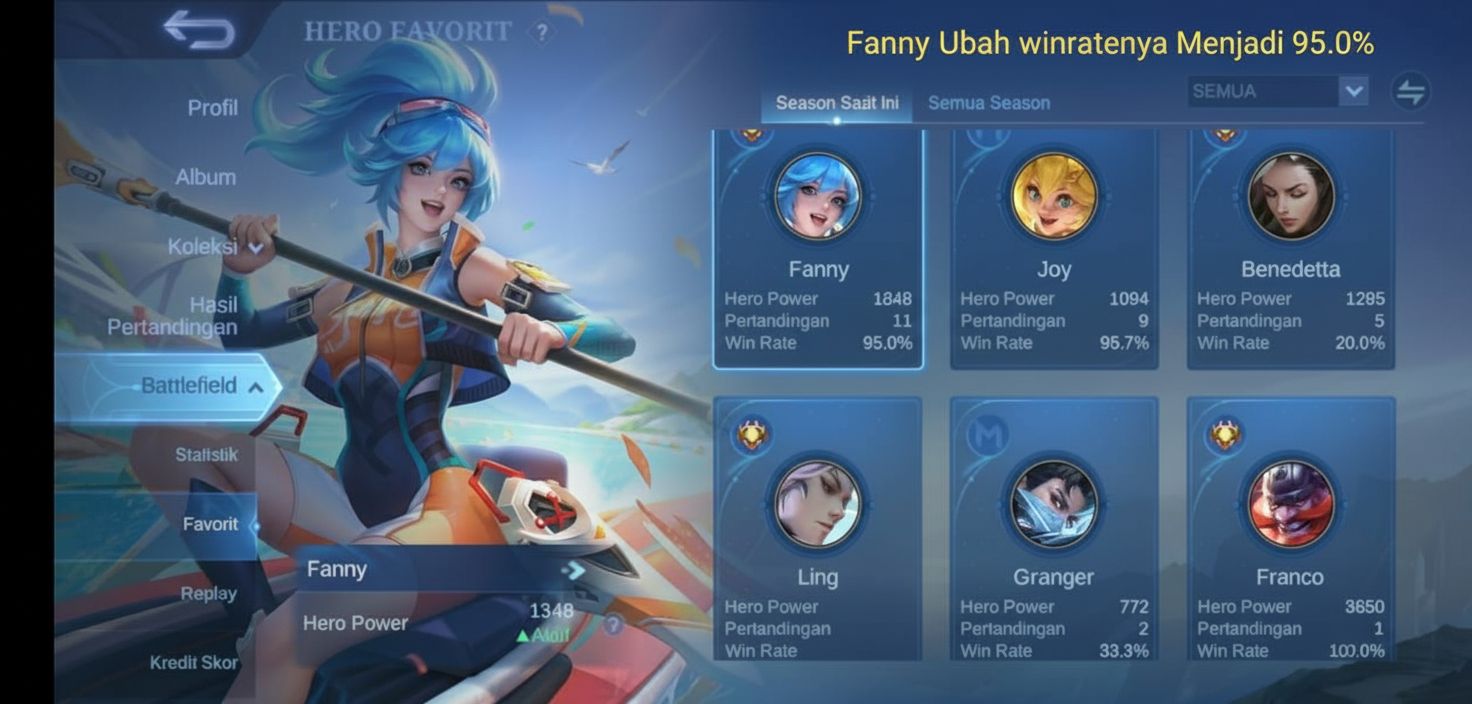 HERO FAVORIT ?
Fanny Ubah winratenya Menjadi 95.0%
Profil
Album
Koleksi
Hasil
Pertandingan
Battlefield
Statistik
Favorit
Replay
Kredit Skor
Fanny
Hero Power 1348
?
Season Saat Ini
Semua Season
SEMUA
Fanny
Hero Power 1848
Pertandingan 11
Win Rate 95.0%
Joy
Hero Power 1094
Pertandingan 9
Win Rate 95.7%
Benedetta
Hero Power 1295
Pertandingan 5
Win Rate 20.0%
Ling
Hero Power
Pertandingan
Win Rate
M
Granger
Hero Power 772
Pertandingan 2
Win Rate 33.3%
Franco
Hero Power 3650
Pertandingan 1
Win Rate 100.0%